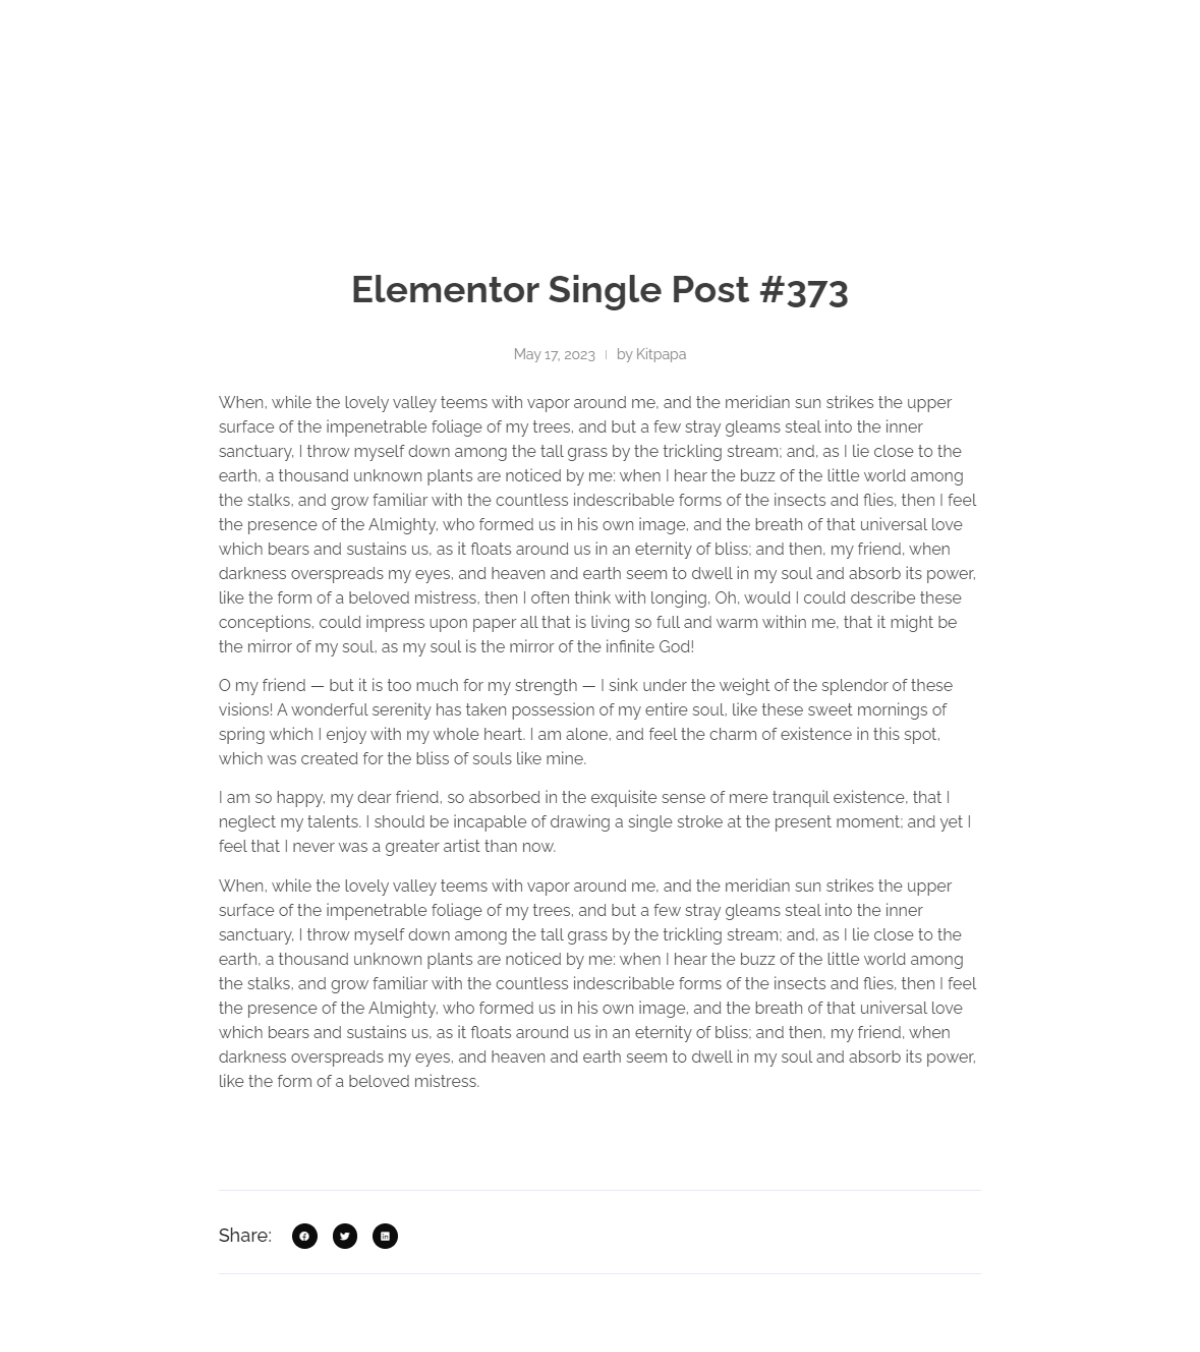 Elementor Single Post #373
May 17, 2023 | by Kitpapa
When, while the lovely valley teems with vapor around me, and the meridian sun strikes the upper
surface of the impenetrable foliage of my trees, and but a few stray gleams steal into the inner
sanctuary, I throw myself down among the tall grass by the trickling stream; and, as I lie close to the
earth, a thousand unknown plants are noticed by me: when I hear the buzz of the little world among
the stalks, and grow familiar with the countless indescribable forms of the insects and flies, then I feel
the presence of the Almighty, who formed us in his own image, and the breath of that universal love
which bears and sustains us, as it floats around us in an eternity of bliss; and then, my friend, when
darkness overspreads my eyes, and heaven and earth seem to dwell in my soul and absorb its power,
like the form of a beloved mistress, then I often think with longing, Oh, would I could describe these
conceptions, could impress upon paper all that is living so full and warm within me, that it might be
the mirror of my soul, as my soul is the mirror of the infinite God!
O my friend — but it is too much for my strength — I sink under the weight of the splendor of these
visions! A wonderful serenity has taken possession of my entire soul, like these sweet mornings of
spring which I enjoy with my whole heart. I am alone, and feel the charm of existence in this spot,
which was created for the bliss of souls like mine.
I am so happy, my dear friend, so absorbed in the exquisite sense of mere tranquil existence, that I
neglect my talents. I should be incapable of drawing a single stroke at the present moment; and yet I
feel that I never was a greater artist than now.
When, while the lovely valley teems with vapor around me, and the meridian sun strikes the upper
surface of the impenetrable foliage of my trees, and but a few stray gleams steal into the inner
sanctuary, I throw myself down among the tall grass by the trickling stream; and, as I lie close to the
earth, a thousand unknown plants are noticed by me: when I hear the buzz of the little world among
the stalks, and grow familiar with the countless indescribable forms of the insects and flies, then I feel
the presence of the Almighty, who formed us in his own image, and the breath of that universal love
which bears and sustains us, as it floats around us in an eternity of bliss; and then, my friend, when
darkness overspreads my eyes, and heaven and earth seem to dwell in my soul and absorb its power,
like the form of a beloved mistress.
Share: